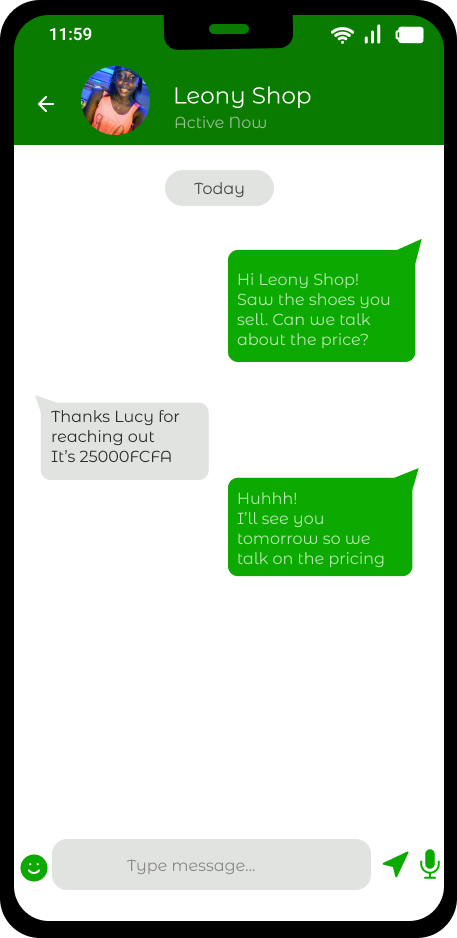 11:59
Leony Shop
Active Now
Today
Hi Leony Shop!
Saw the shoes you
sell. Can we talk
about the price?
Thanks Lucy for
reaching out
It's 25000FCFA
Huhhh!
I'll see you
tomorrow so we
talk on the pricing
Type message...